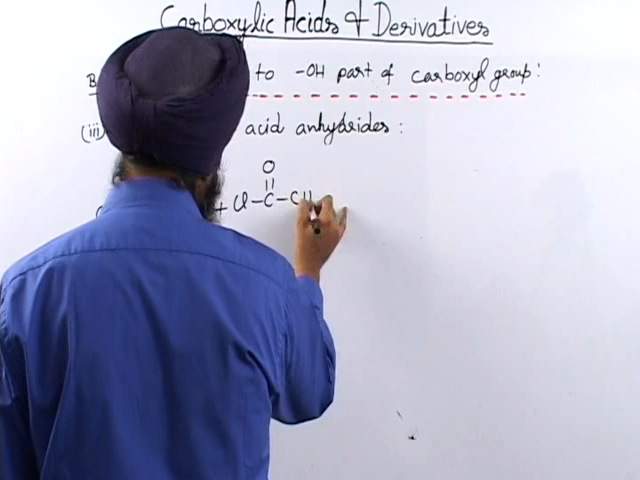 Carboxylic Acids & Derivatives
B to -OH part of carboxyl group:
(iii) acid anhydrides:
O
+ Cl-C-CH